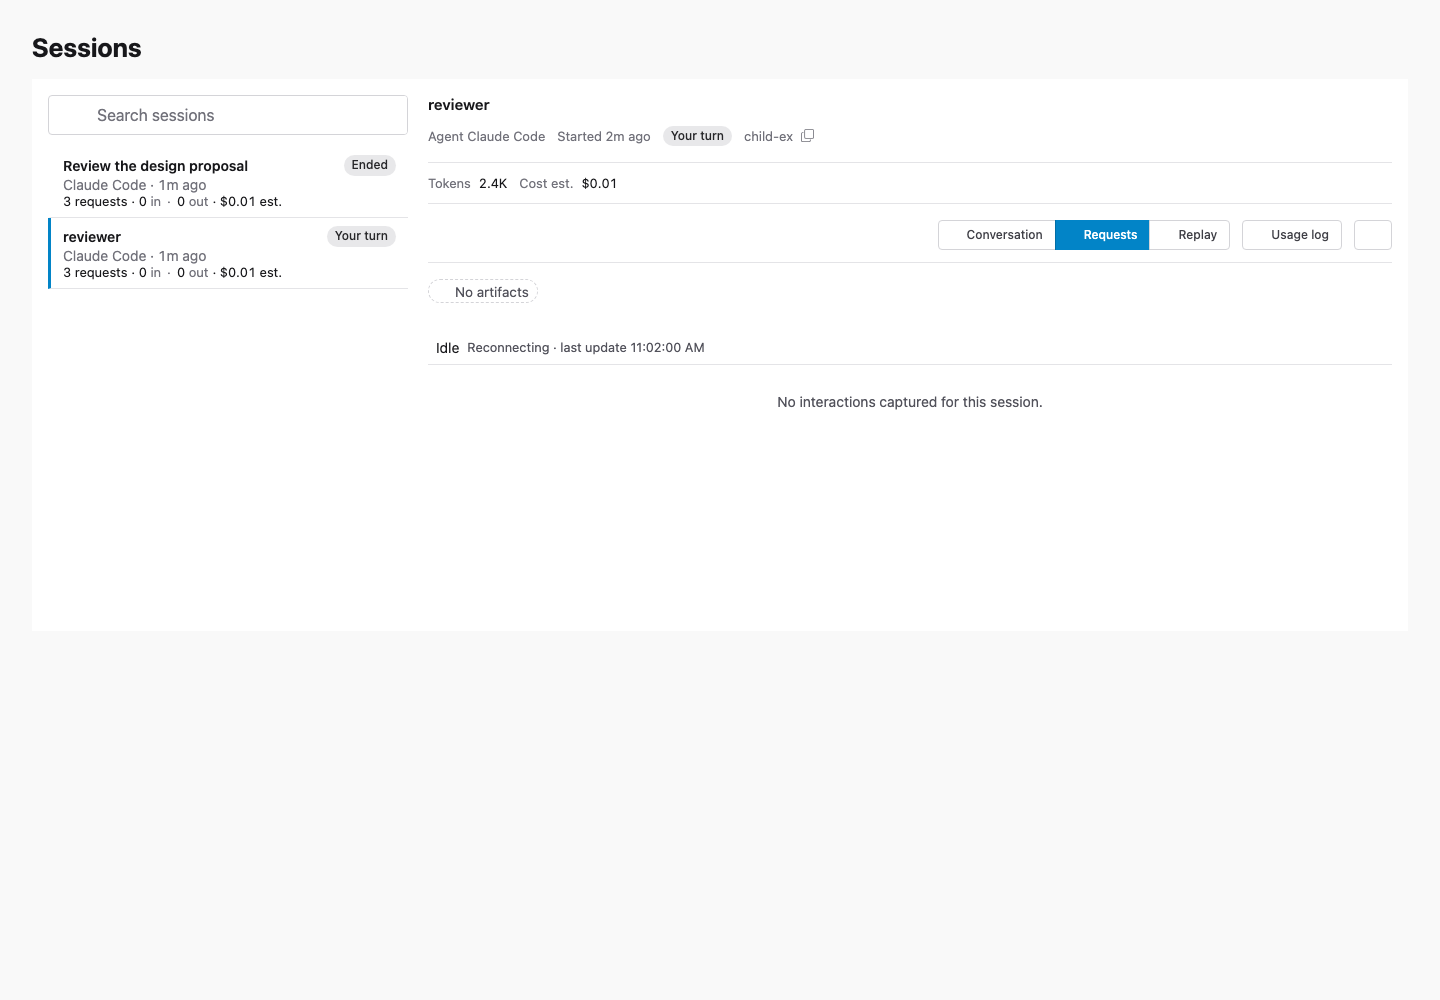 Sessions
Search sessions
Review the design proposal
Ended
Claude Code · 1m ago
3 requests · 0 in · 0 out · $0.01 est.
reviewer
Your turn
Claude Code · 1m ago
3 requests · 0 in · 0 out · $0.01 est.
reviewer
Agent Claude Code Started 2m ago Your turn child-ex
Tokens 2.4K Cost est. $0.01
Conversation Requests Replay Usage log
No artifacts
Idle Reconnecting · last update 11:02:00 AM
No interactions captured for this session.